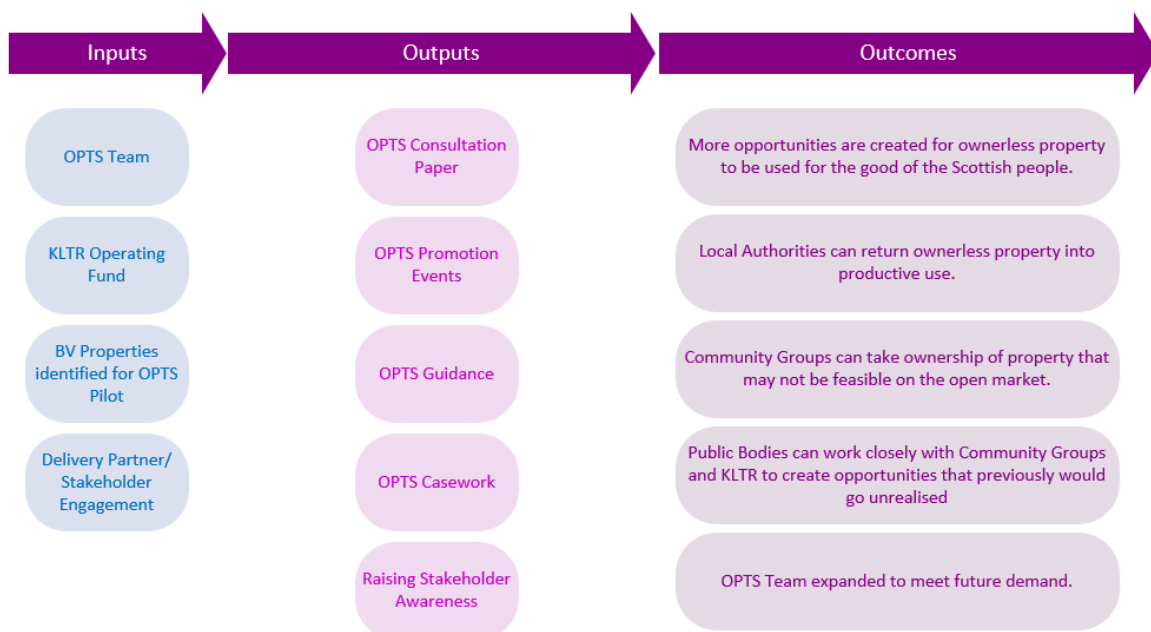 Inputs
Outputs
Outcomes
OPTS Team
KLTR Operating
Fund
BV Properties
identified for OPTS
Pilot
Delivery Partner/
Stakeholder
Engagement
OPTS Consultation
Paper
OPTS Promotion
Events
OPTS Guidance
OPTS Casework
Raising Stakeholder
Awareness
More opportunities are created for ownerless property
to be used for the good of the Scottish people.
Local Authorities can return ownerless property into
productive use.
Community Groups can take ownership of property that
may not be feasible on the open market.
Public Bodies can work closely with Community Groups
and KLTR to create opportunities that previously would
go unrealised
OPTS Team expanded to meet future demand.